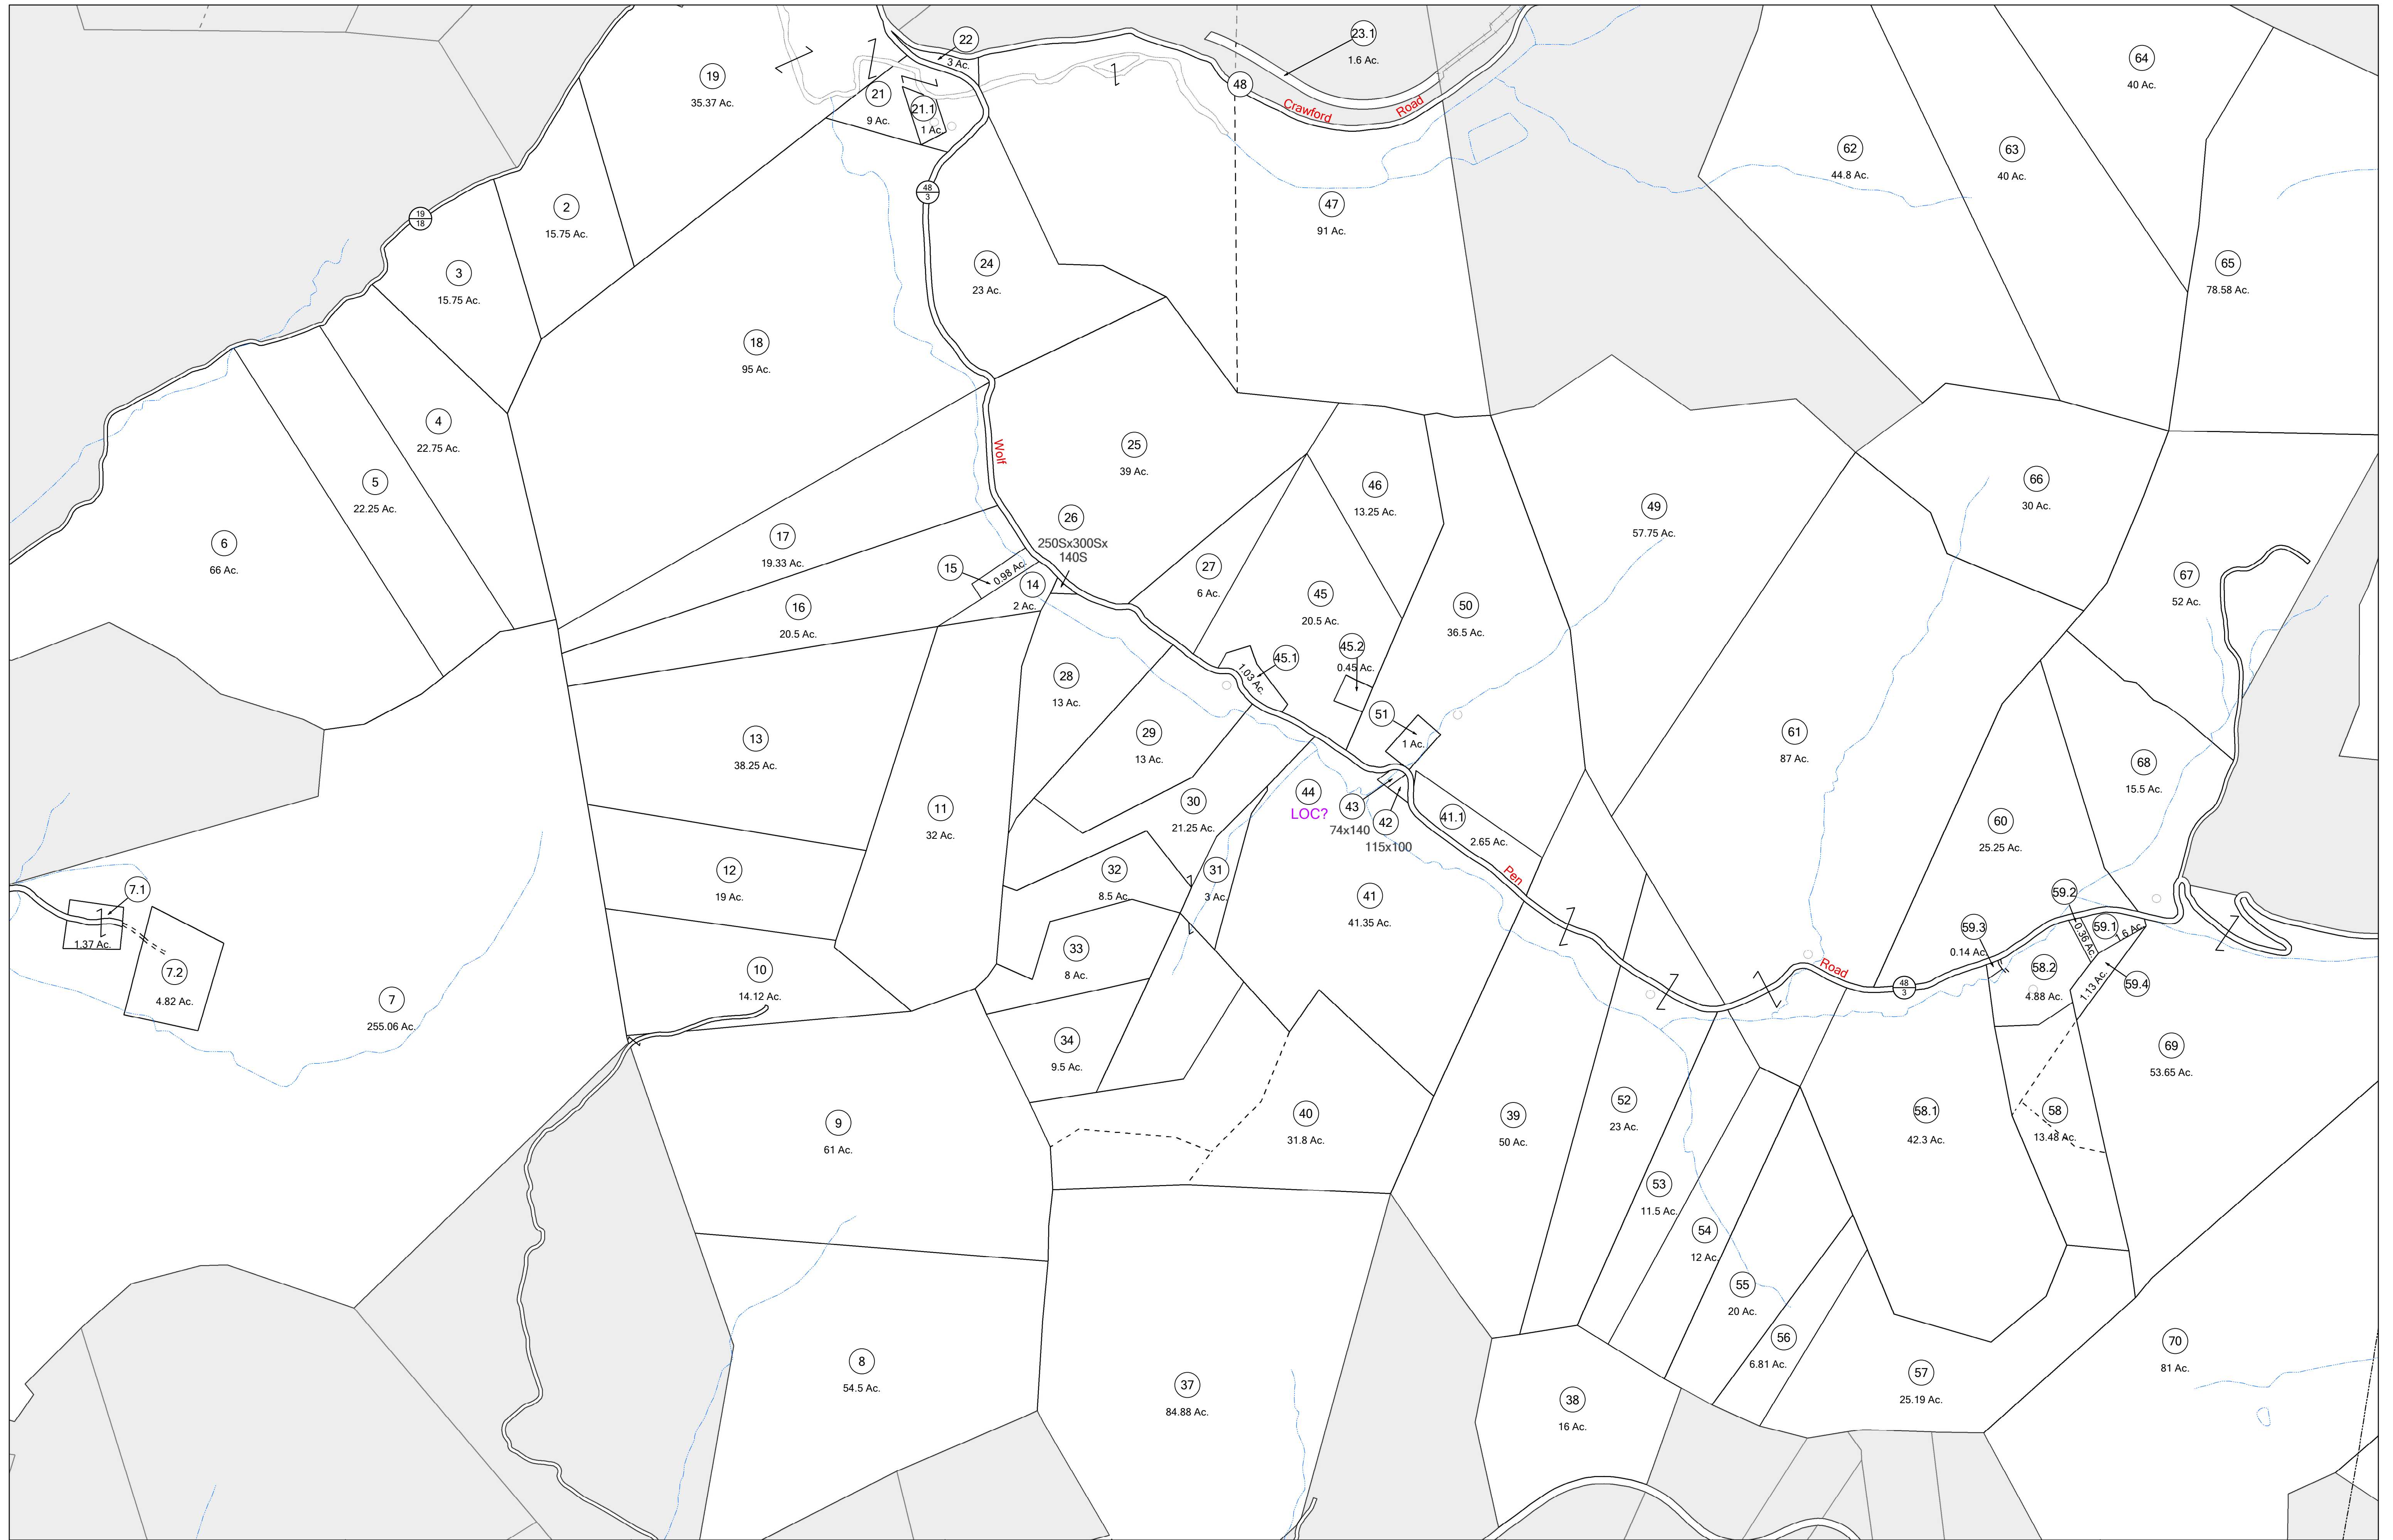 22
3 Ac.
23.1
1.6 Ac.
48
Crawford
Road
64
40 Ac.
19
35.37 Ac.
21
9 Ac.
21.1
1 Ac.
62
44.8 Ac.
63
40 Ac.
48
3
47
91 Ac.
19
18
2
15.75 Ac.
3
15.75 Ac.
24
23 Ac.
65
78.58 Ac.
18
95 Ac.
4
22.75 Ac.
Wolf
25
39 Ac.
5
22.25 Ac.
46
13.25 Ac.
49
57.75 Ac.
66
30 Ac.
6
66 Ac.
17
19.33 Ac.
26
250Sx300Sx
140S
15
0.98 Ac.
14
2 Ac.
16
20.5 Ac.
27
6 Ac.
45
20.5 Ac.
50
36.5 Ac.
67
52 Ac.
45.1
1.03 Ac.
45.2
0.45 Ac.
28
13 Ac.
51
1 Ac.
13
38.25 Ac.
29
13 Ac.
61
87 Ac.
68
15.5 Ac.
11
32 Ac.
30
21.25 Ac.
44
LOC?
43
74x140
42
115x100
41.1
2.65 Ac.
60
25.25 Ac.
12
19 Ac.
32
8.5 Ac.
31
3 Ac.
41
41.35 Ac.
Pen
7.1
1.37 Ac.
59.2
0.36 Ac.
59.1
1.6 Ac.
59.3
0.14 Ac.
33
8 Ac.
10
14.12 Ac.
7.2
4.82 Ac.
7
255.06 Ac.
Road
48
3
58.2
4.88 Ac.
1.13 Ac.
59.4
34
9.5 Ac.
69
53.65 Ac.
9
61 Ac.
40
31.8 Ac.
39
50 Ac.
52
23 Ac.
58.1
42.3 Ac.
58
13.48 Ac.
53
11.5 Ac.
54
12 Ac.
55
20 Ac.
56
6.81 Ac.
8
54.5 Ac.
37
84.88 Ac.
38
16 Ac.
57
25.19 Ac.
70
81 Ac.